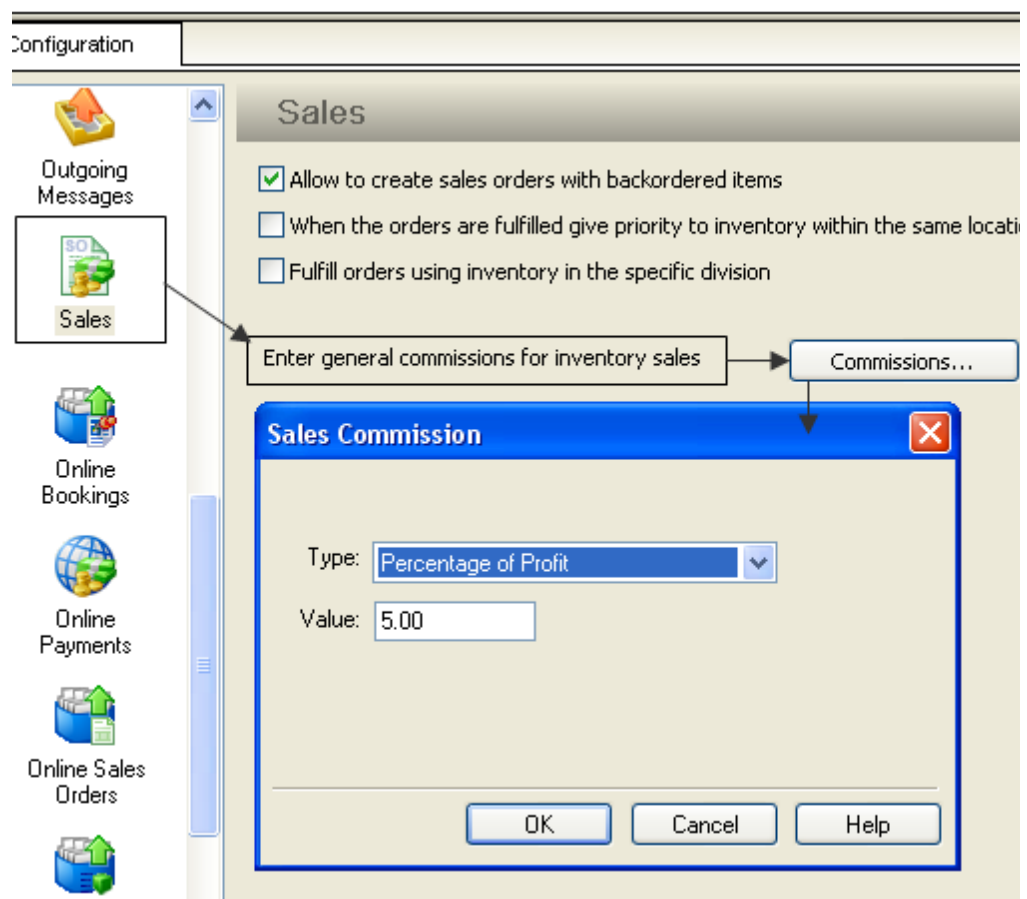 Configuration
Outgoing
Messages
Sales
Online
Bookings
Online
Payments
Online Sales
Orders
Sales
Allow to create sales orders with backordered items
When the orders are fulfilled give priority to inventory within the same locati
Fulfill orders using inventory in the specific division
Enter general commissions for inventory sales
Commissions...
Sales Commission
Type: Percentage of Profit
Value: 5.00
OK Cancel Help